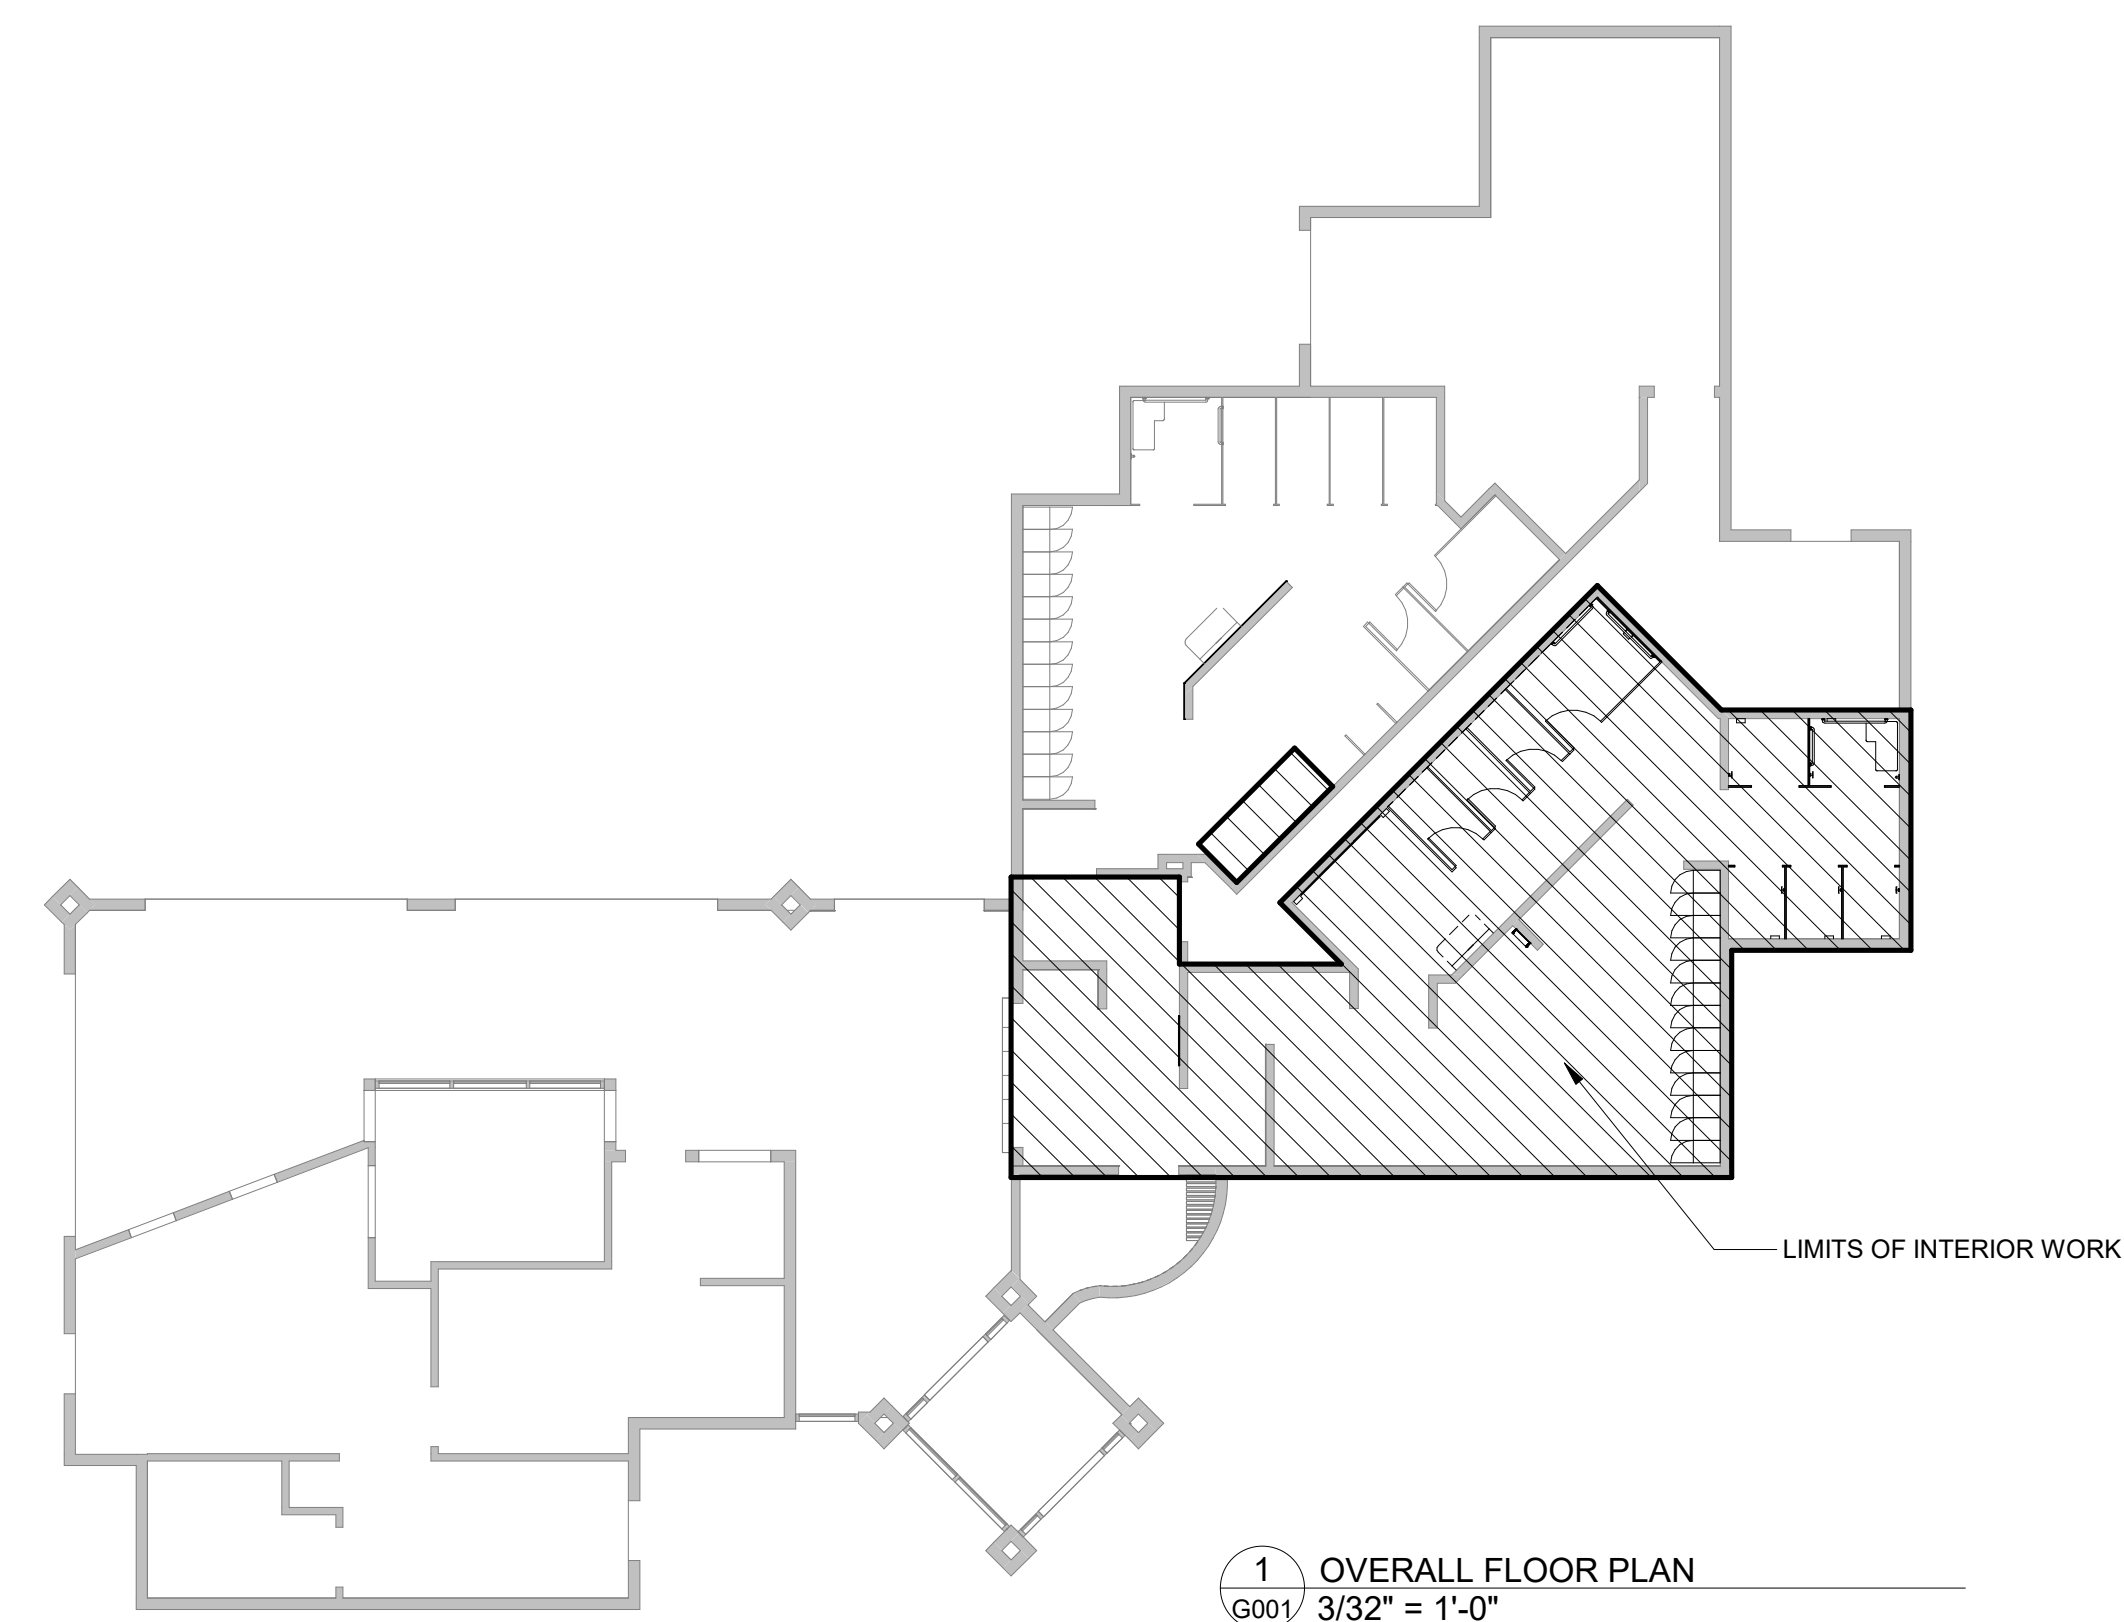 LIMITS OF INTERIOR WORK
1 OVERALL FLOOR PLAN
G001 3/32" = 1'-0"